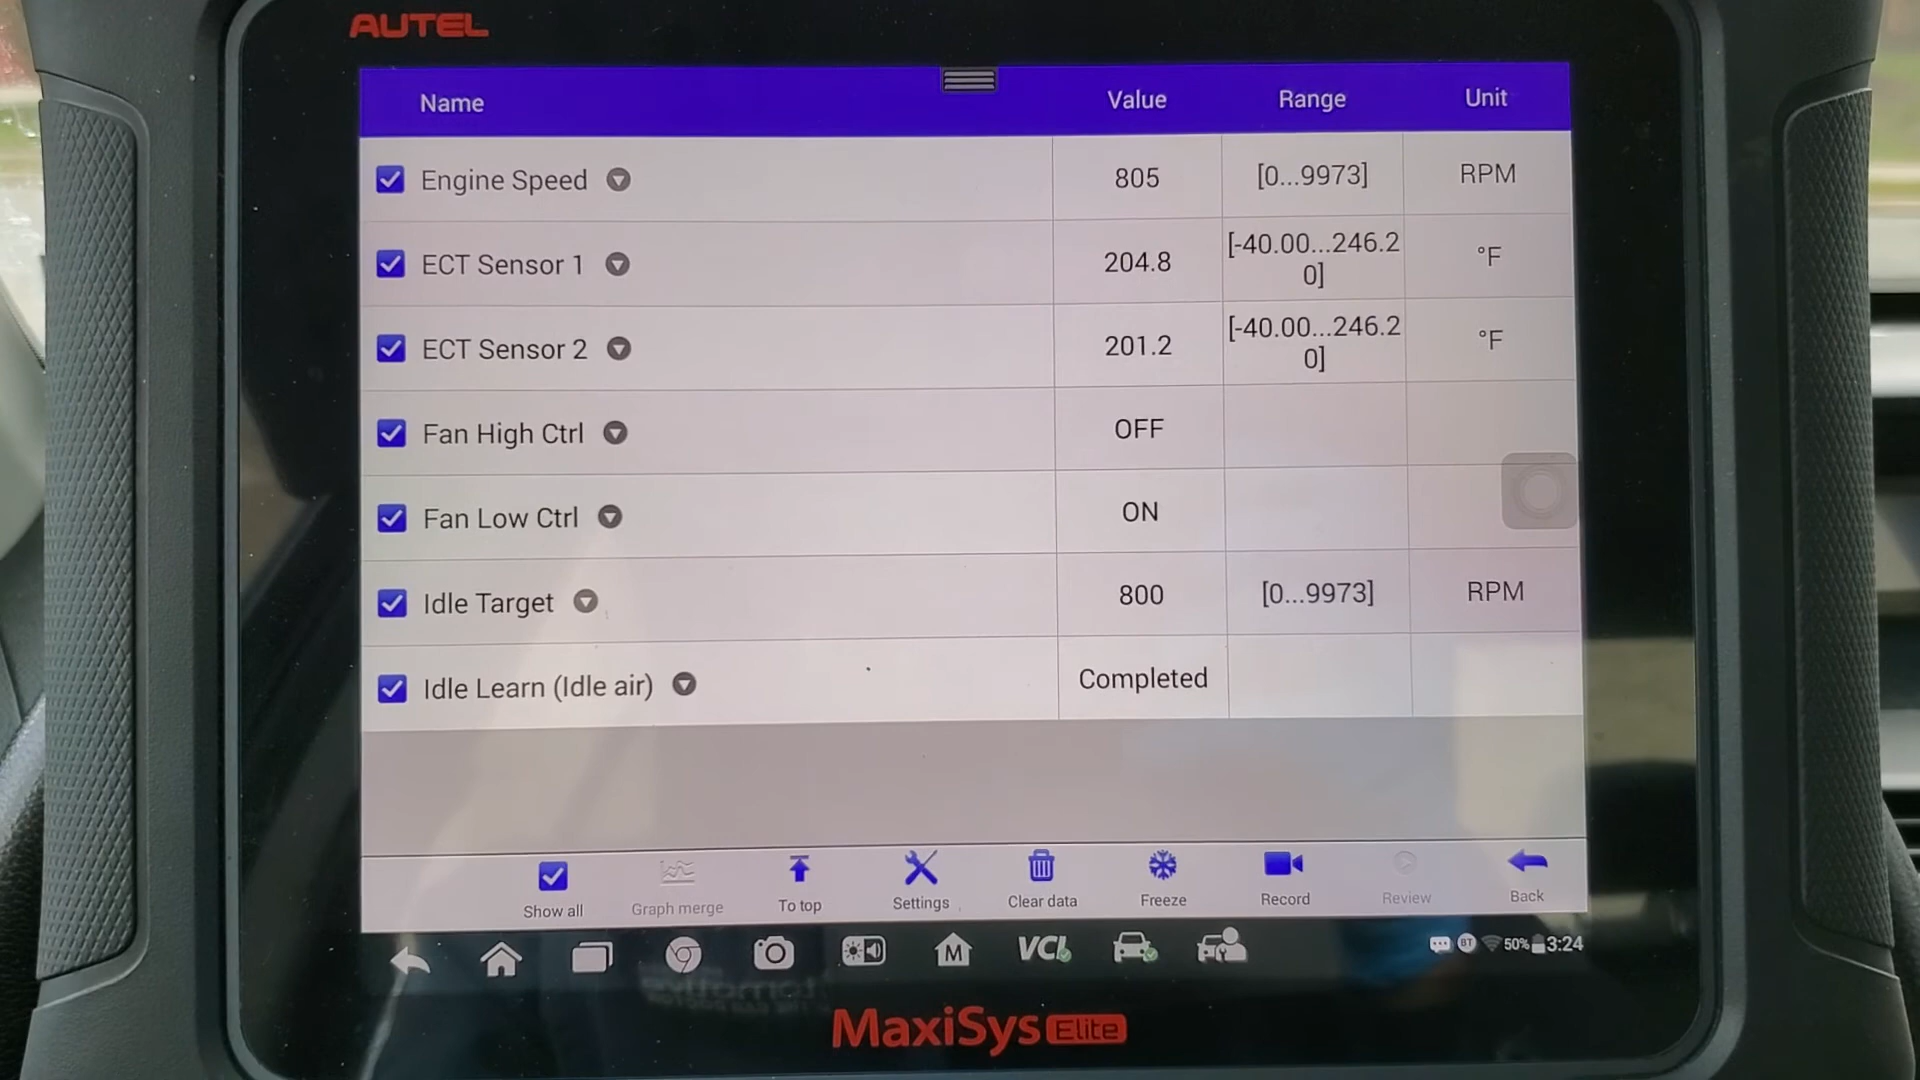 AUTEL
Name Value Range Unit
Engine Speed 805 [0...9973] RPM
ECT Sensor 1 204.8 [-40.00...246.2
0] °F
ECT Sensor 2 201.2 [-40.00...246.2
0] °F
Fan High Ctrl OFF
Fan Low Ctrl ON
Idle Target 800 [0...9973] RPM
Idle Learn (Idle air) Completed
Show all Graph merge To top Settings Clear data Freeze Record Review Back
M VCI BT 50% 3:24
MaxiSys Elite